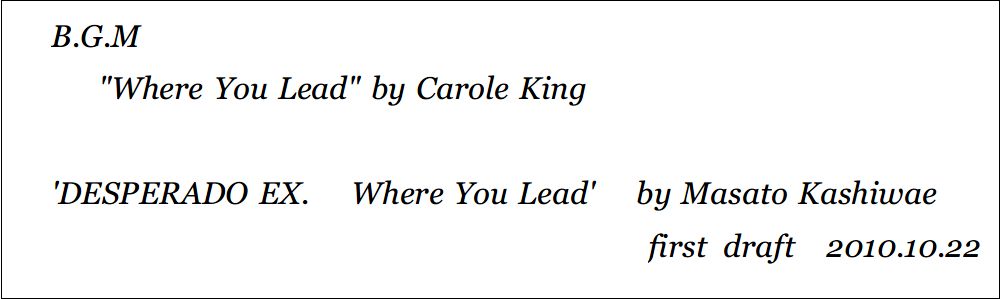 B.G.M
"Where You Lead" by Carole King
'DESPERADO EX. Where You Lead' by Masato Kashiwae
first draft 2010.10.22